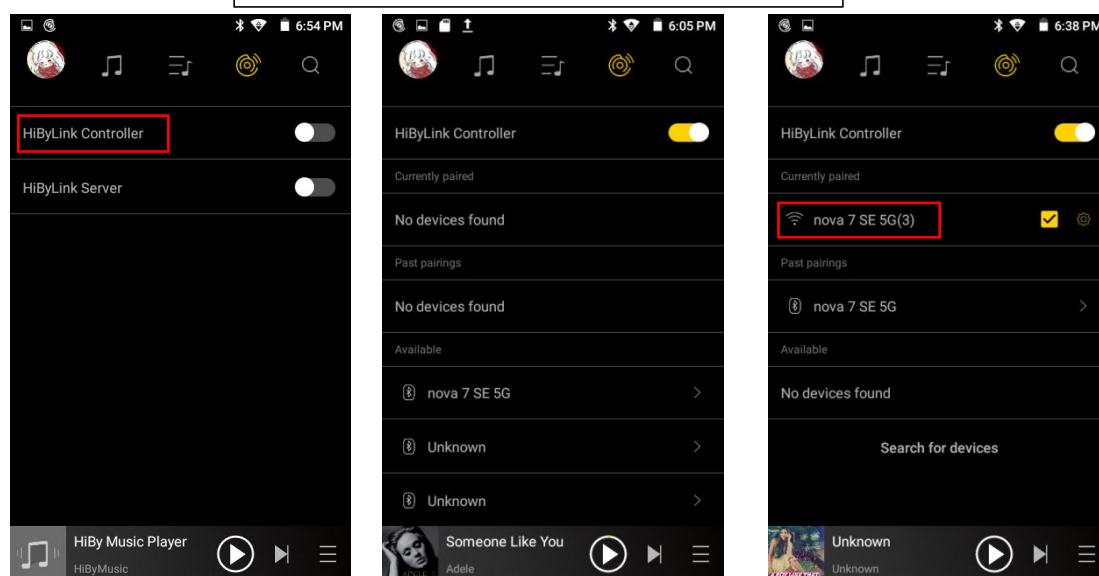 6:54 PM
HiByLink Controller
HiByLink Server
HiBy Music Player
HiByMusic
6:05 PM
HiByLink Controller
Currently paired
No devices found
Past pairings
No devices found
Available
nova 7 SE 5G
Unknown
Unknown
Someone Like You
Adele
ADELE 21
6:38 PM
HiByLink Controller
Currently paired
nova 7 SE 5G(3)
Past pairings
nova 7 SE 5G
Available
No devices found
Search for devices
Unknown
Unknown